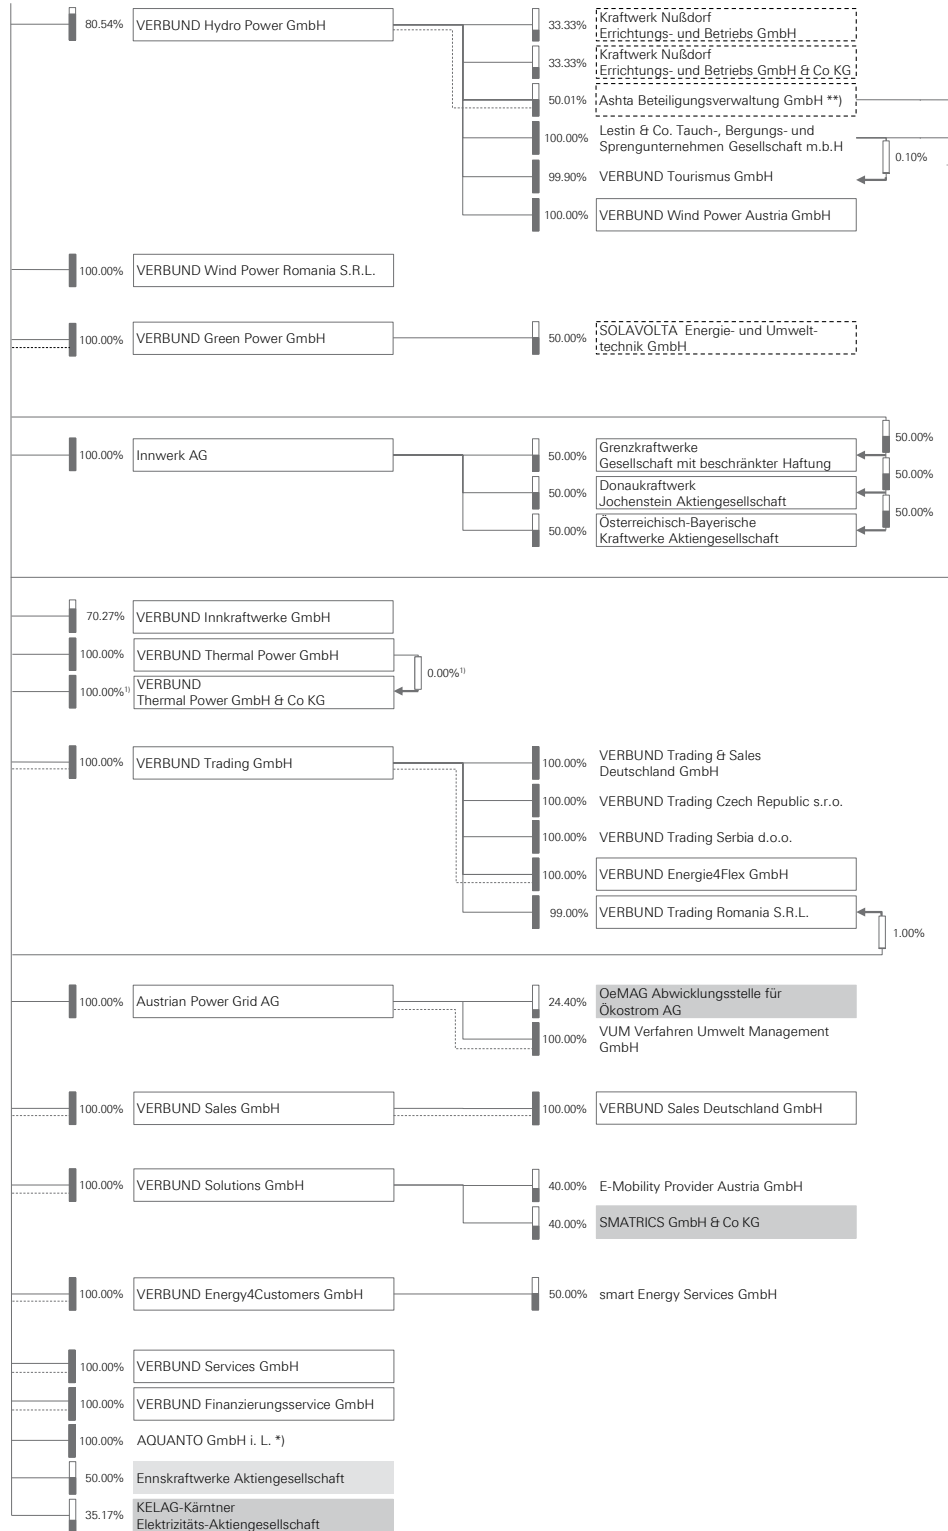 80.54% VERBUND Hydro Power GmbH
33.33% Kraftwerk Nußdorf
Errichtungs- und Betriebs GmbH
33.33% Kraftwerk Nußdorf
Errichtungs- und Betriebs GmbH & Co KG
50.01% Ashta Beteiligungsverwaltung GmbH **)
100.00% Lestin & Co. Tauch-, Bergungs- und
Sprengunternehmen Gesellschaft m.b.H
0.10%
99.90% VERBUND Tourismus GmbH
100.00% VERBUND Wind Power Austria GmbH
100.00% VERBUND Wind Power Romania S.R.L.
100.00% VERBUND Green Power GmbH
50.00% SOLAVOLTA Energie- und Umwelt-
technik GmbH
100.00% Innwerk AG
50.00% Grenzkraftwerke
Gesellschaft mit beschränkter Haftung
50.00%
50.00% Donaukraftwerk
Jochenstein Aktiengesellschaft
50.00%
50.00% Österreichisch-Bayerische
Kraftwerke Aktiengesellschaft
50.00%
70.27% VERBUND Innkraftwerke GmbH
100.00% VERBUND Thermal Power GmbH
0.00%1)
100.00%1) VERBUND
Thermal Power GmbH & Co KG
100.00% VERBUND Trading GmbH
100.00% VERBUND Trading & Sales
Deutschland GmbH
100.00% VERBUND Trading Czech Republic s.r.o.
100.00% VERBUND Trading Serbia d.o.o.
100.00% VERBUND Energie4Flex GmbH
99.00% VERBUND Trading Romania S.R.L.
1.00%
100.00% Austrian Power Grid AG
24.40% OeMAG Abwicklungsstelle für
Ökostrom AG
100.00% VUM Verfahren Umwelt Management
GmbH
100.00% VERBUND Sales GmbH
100.00% VERBUND Sales Deutschland GmbH
100.00% VERBUND Solutions GmbH
40.00% E-Mobility Provider Austria GmbH
40.00% SMATRICS GmbH & Co KG
100.00% VERBUND Energy4Customers GmbH
50.00% smart Energy Services GmbH
100.00% VERBUND Services GmbH
100.00% VERBUND Finanzierungsservice GmbH
100.00% AQUANTO GmbH i. L. *)
50.00% Ennskraftwerke Aktiengesellschaft
35.17% KELAG-Kärntner
Elektrizitäts-Aktiengesellschaft